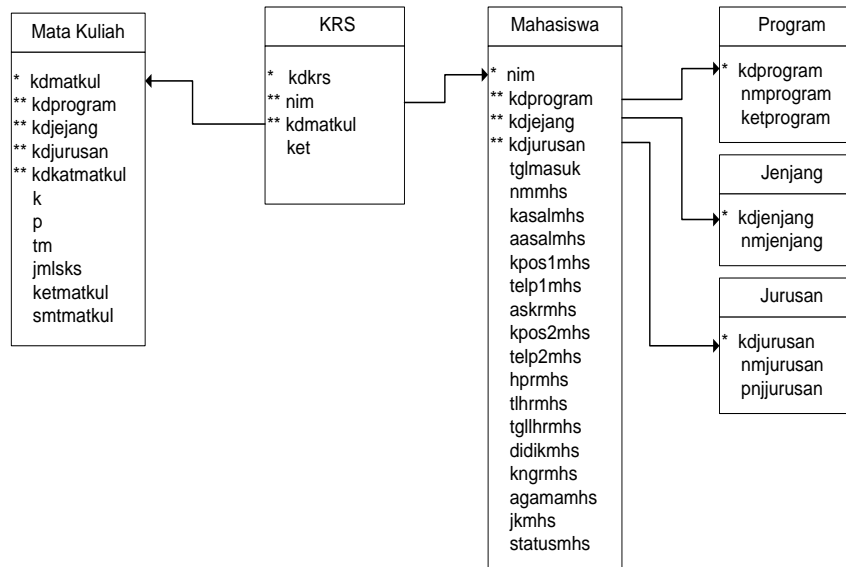 Mata Kuliah
* kdmatkul
** kdprogram
** kdjejang
** kdjurusan
** kdkatmatkul
k
p
tm
jmlsks
ketmatkul
smtmatkul
KRS
* kdkrs
** nim
** kdmatkul
ket
Mahasiswa
* nim
** kdprogram
** kdjejang
** kdjurusan
tglmasuk
nmmhs
kasalmhs
aasalmhs
kpos1mhs
telp1mhs
askrmhs
kpos2mhs
telp2mhs
hprmhs
tlhrmhs
tgllhrmhs
didikmhs
kngrmhs
agamamhs
jkmhs
statusmhs
Program
* kdprogram
nmprogram
ketprogram
Jenjang
* kdjenjang
nmjenjang
Jurusan
* kdjurusan
nmjurusan
pnjjurusan